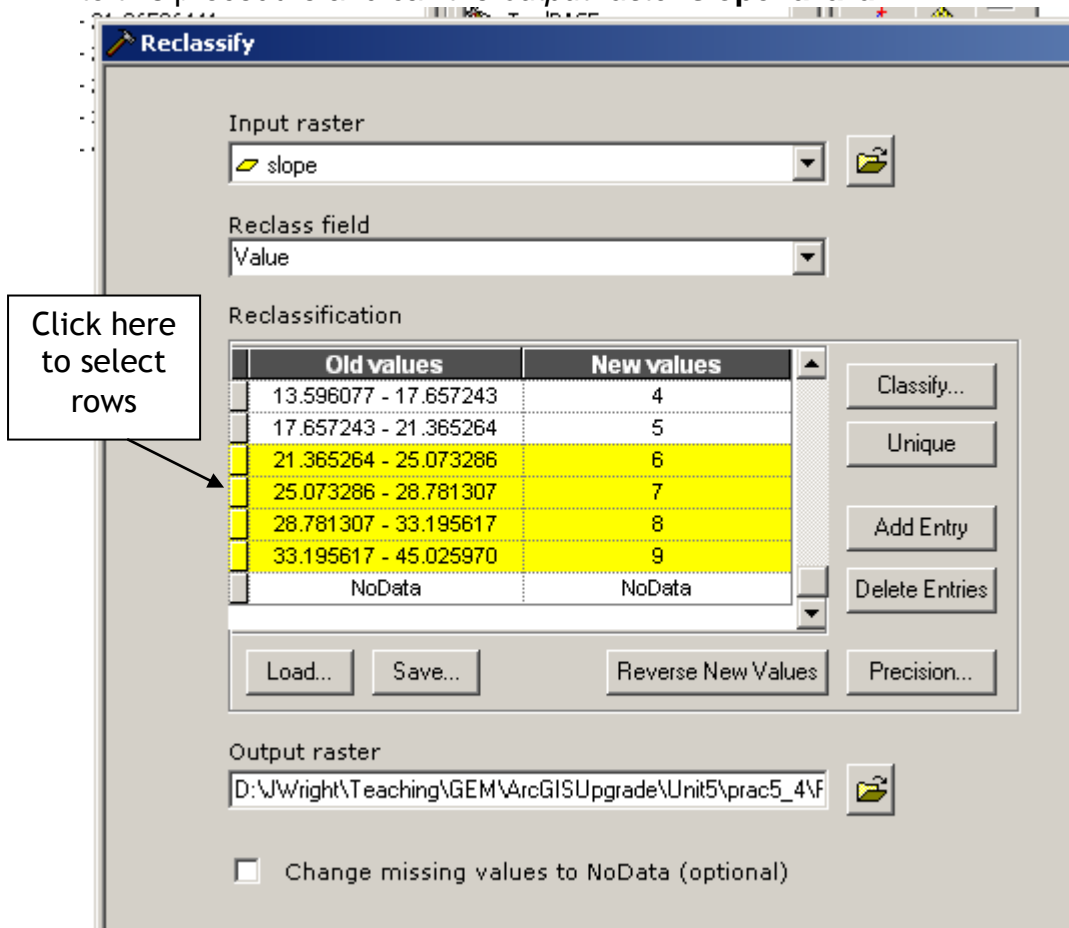 Reclassify
Input raster
slope
Reclass field
Value
Click here
to select
rows
Reclassification
Old values New values
13.596077 - 17.657243 4
17.657243 - 21.365264 5
21.365264 - 25.073286 6
25.073286 - 28.781307 7
28.781307 - 33.195617 8
33.195617 - 45.025970 9
NoData NoData
Classify...
Unique
Add Entry
Delete Entries
Load... Save... Reverse New Values Precision...
Output raster
D:\JWright\Teaching\GEM\ArcGISUpgrade\Unit5\prac5_4\F
Change missing values to NoData (optional)